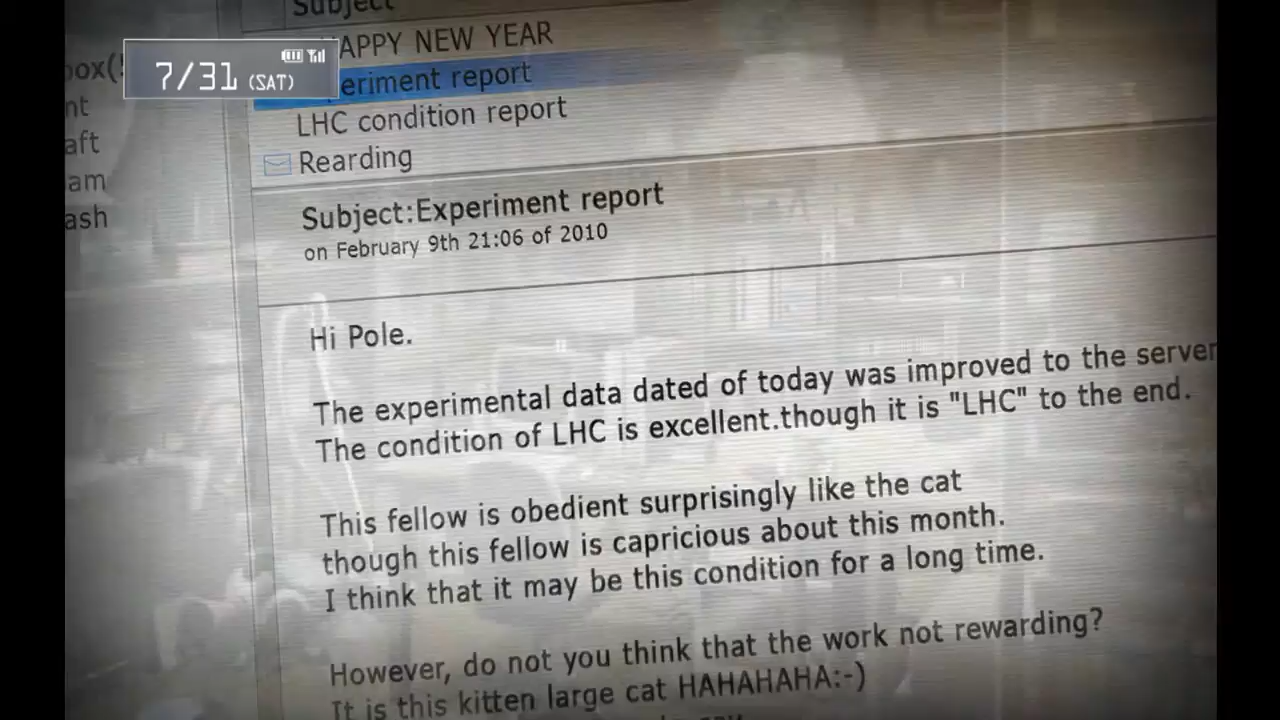 Subject
APPY NEW YEAR
7/31 (SAT)
box(
periment report
nt
LHC condition report
aft
Rearding
am
ash
Subject:Experiment report
on February 9th 21:06 of 2010
Hi Pole.
The experimental data dated of today was improved to the server
The condition of LHC is excellent.though it is "LHC" to the end.
This fellow is obedient surprisingly like the cat
though this fellow is capricious about this month.
I think that it may be this condition for a long time.
However, do not you think that the work not rewarding?
It is this kitten large cat HAHAHAHA:-)